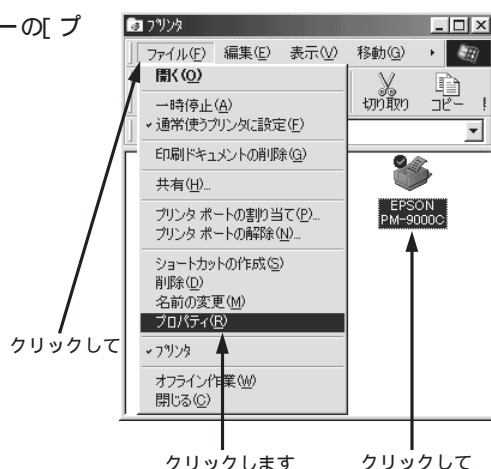 ーの[ プ
プリンタ
ファイル(F) 編集(E) 表示(V) 移動(G)
開く(O)
一時停止(A)
通常使うプリンタに設定(F)
印刷ドキュメントの削除(G)
共有(H)...
プリンタ ポートの割り当て(P)...
プリンタ ポートの解除(N)...
ショートカットの作成(S)
削除(D)
名前の変更(M)
プロパティ(R)
プリンタ
オフライン作業(W)
閉じる(C)
切り取り コピー
EPSON
PM-9000C
クリックして
クリックします
クリックして